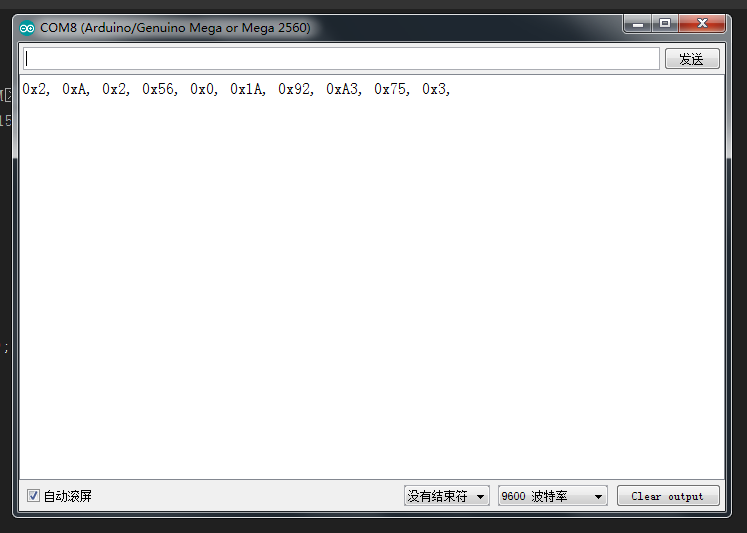 COM8 (Arduino/Genuino Mega or Mega 2560)
发送
0x2, 0xA, 0x2, 0x56, 0x0, 0x1A, 0x92, 0xA3, 0x75, 0x3,
15
;
自动滚屏
没有结束符
9600 波特率
Clear output